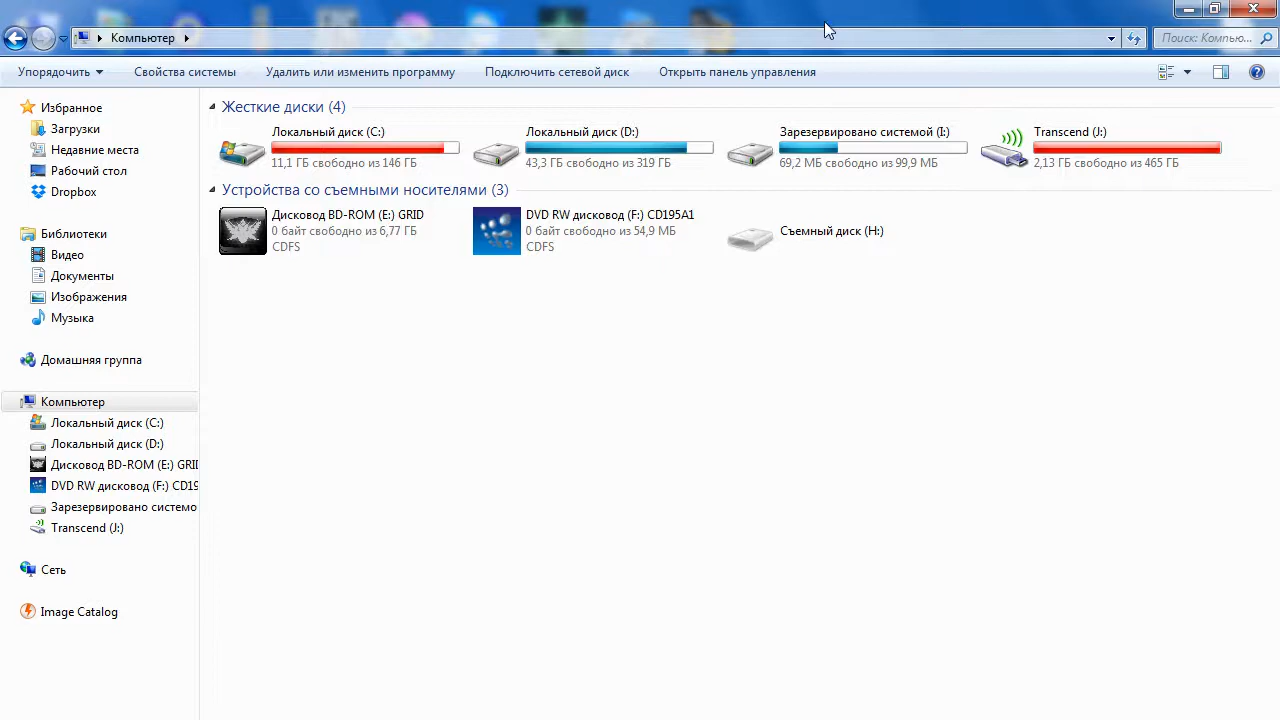 Компьютер
Поиск: Компью...
Упорядочить
Свойства системы
Удалить или изменить программу
Подключить сетевой диск
Открыть панель управления
Избранное
Загрузки
Недавние места
Рабочий стол
Dropbox
Библиотеки
Видео
Документы
Изображения
Музыка
Домашняя группа
Компьютер
Локальный диск (C:)
Локальный диск (D:)
Дисковод BD-ROM (E:) GRI
DVD RW дисковод (F:) CD19
Зарезервировано системо
Transcend (J:)
Сеть
Image Catalog
Жесткие диски (4)
Локальный диск (C:)
11,1 ГБ свободно из 146 ГБ
Локальный диск (D:)
43,3 ГБ свободно из 319 ГБ
Зарезервировано системой (I:)
69,2 МБ свободно из 99,9 МБ
Transcend (J:)
2,13 ГБ свободно из 465 ГБ
Устройства со съемными носителями (3)
Дисковод BD-ROM (E:) GRID
0 байт свободно из 6,77 ГБ
CDFS
DVD RW дисковод (F:) CD195A1
0 байт свободно из 54,9 МБ
CDFS
Съемный диск (H:)